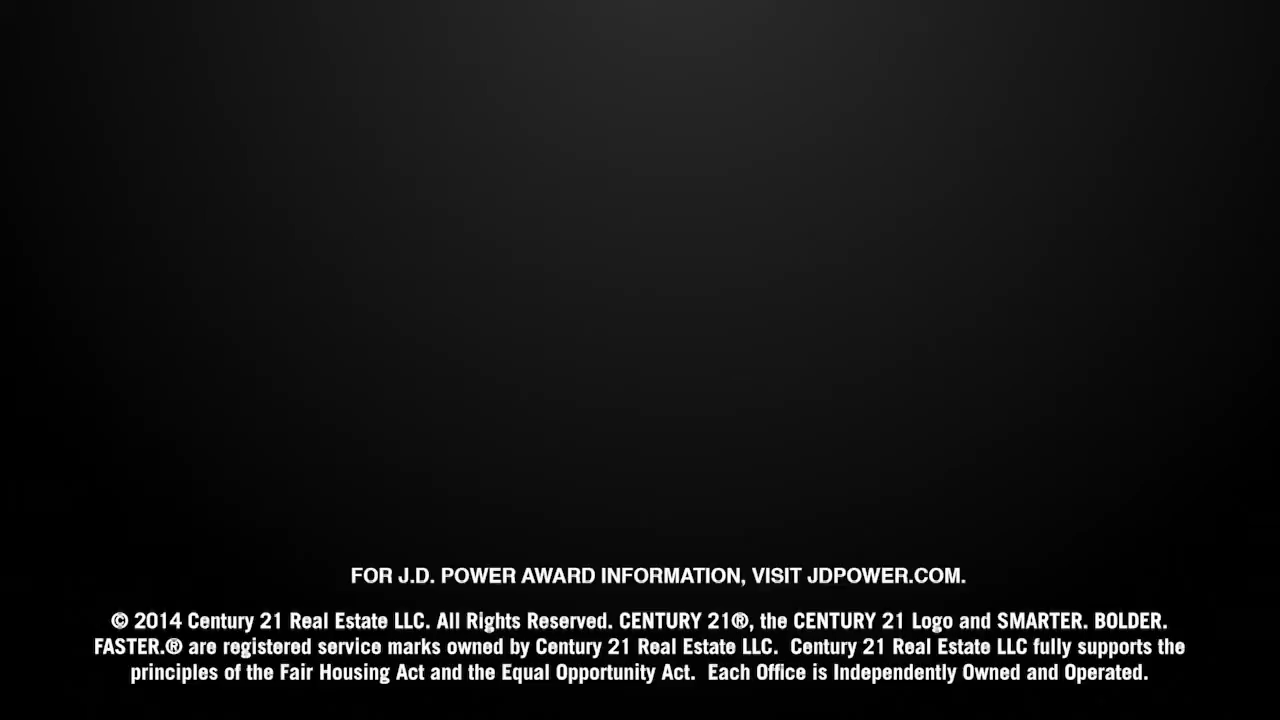 FOR J.D. POWER AWARD INFORMATION, VISIT JDPOWER.COM.
© 2014 Century 21 Real Estate LLC. All Rights Reserved. CENTURY 21®, the CENTURY 21 Logo and SMARTER. BOLDER.
FASTER.® are registered service marks owned by Century 21 Real Estate LLC.  Century 21 Real Estate LLC fully supports the
principles of the Fair Housing Act and the Equal Opportunity Act.  Each Office is Independently Owned and Operated.